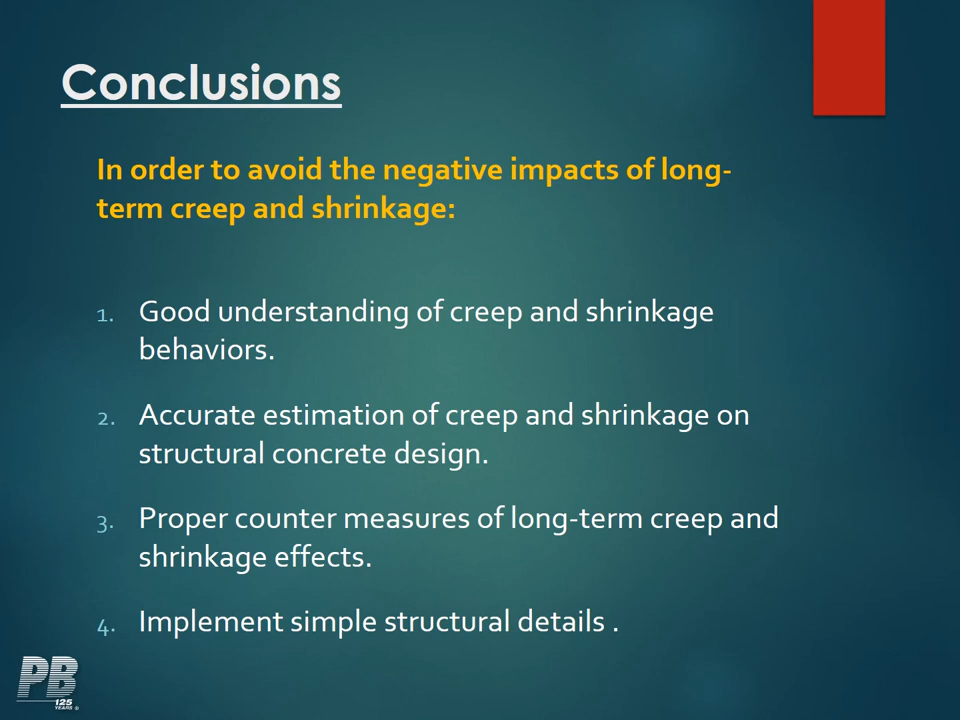 Conclusions
In order to avoid the negative impacts of long-
term creep and shrinkage:
1. Good understanding of creep and shrinkage
behaviors.
2. Accurate estimation of creep and shrinkage on
structural concrete design.
3. Proper counter measures of long-term creep and
shrinkage effects.
4. Implement simple structural details .
PB
125
YEARS ®